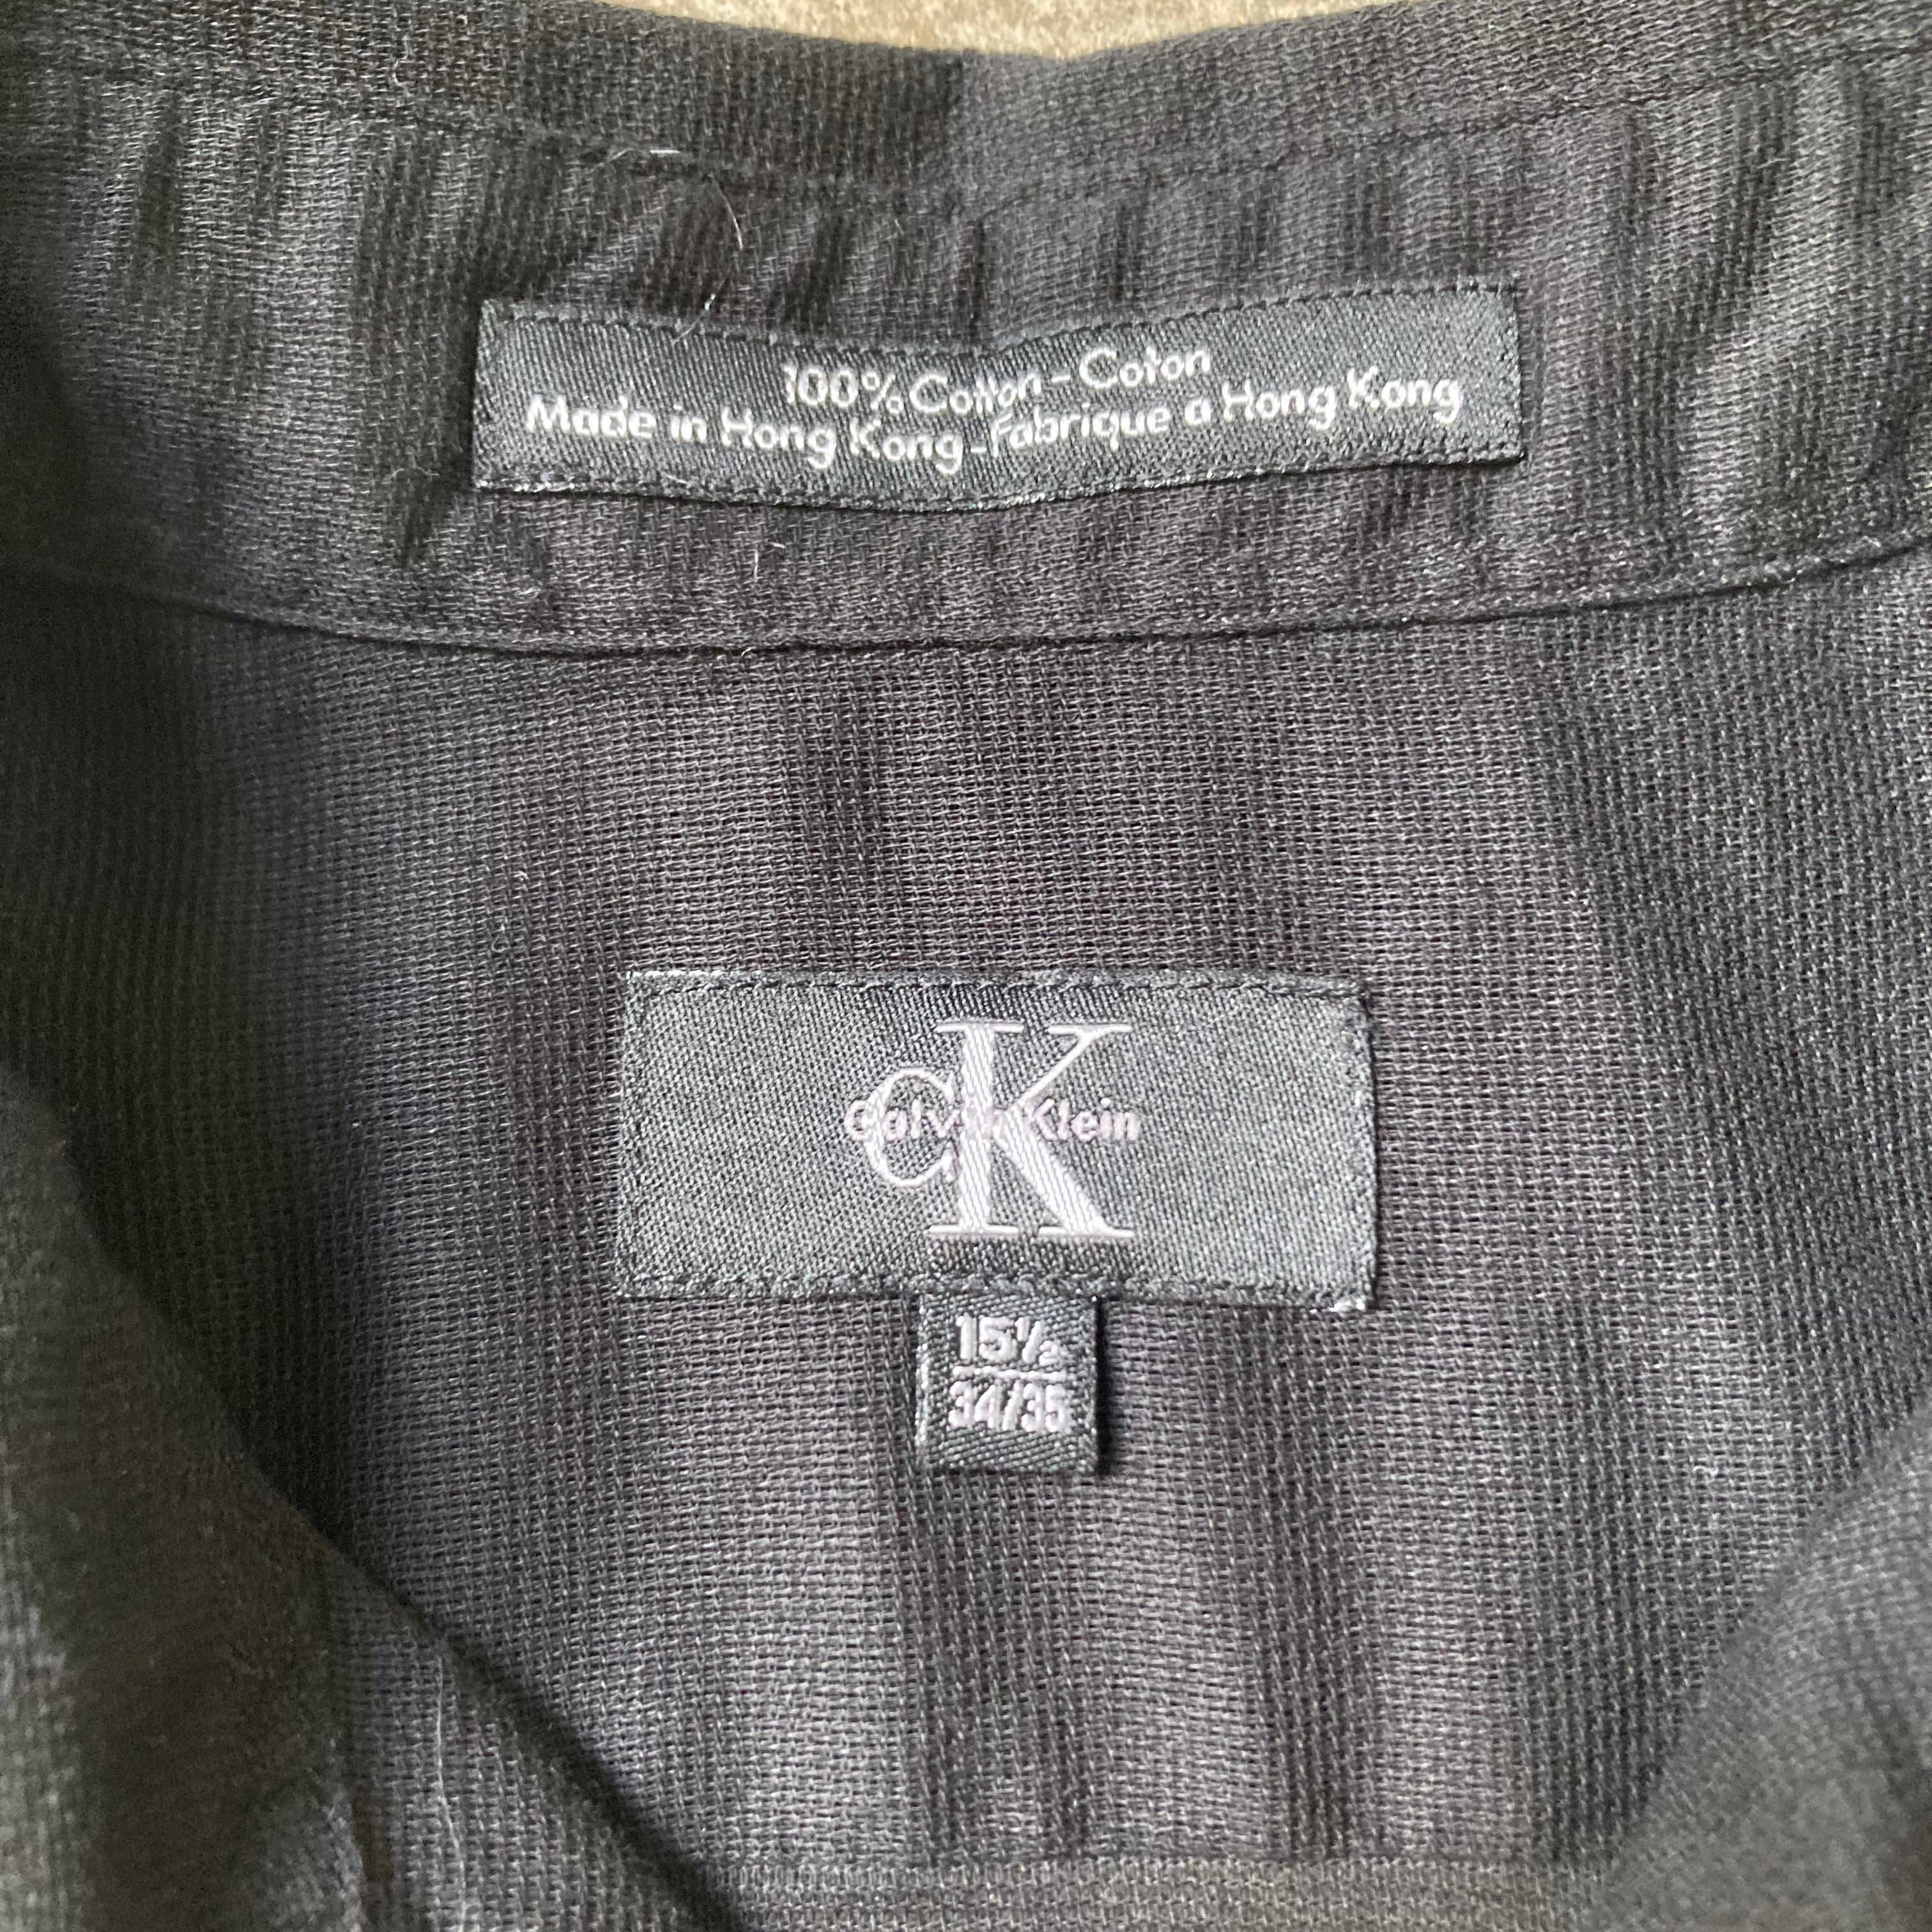 100% Cotton - Coton
Made in Hong Kong - Fabrique a Hong Kong
CK
Calvin Klein
15½
34/35